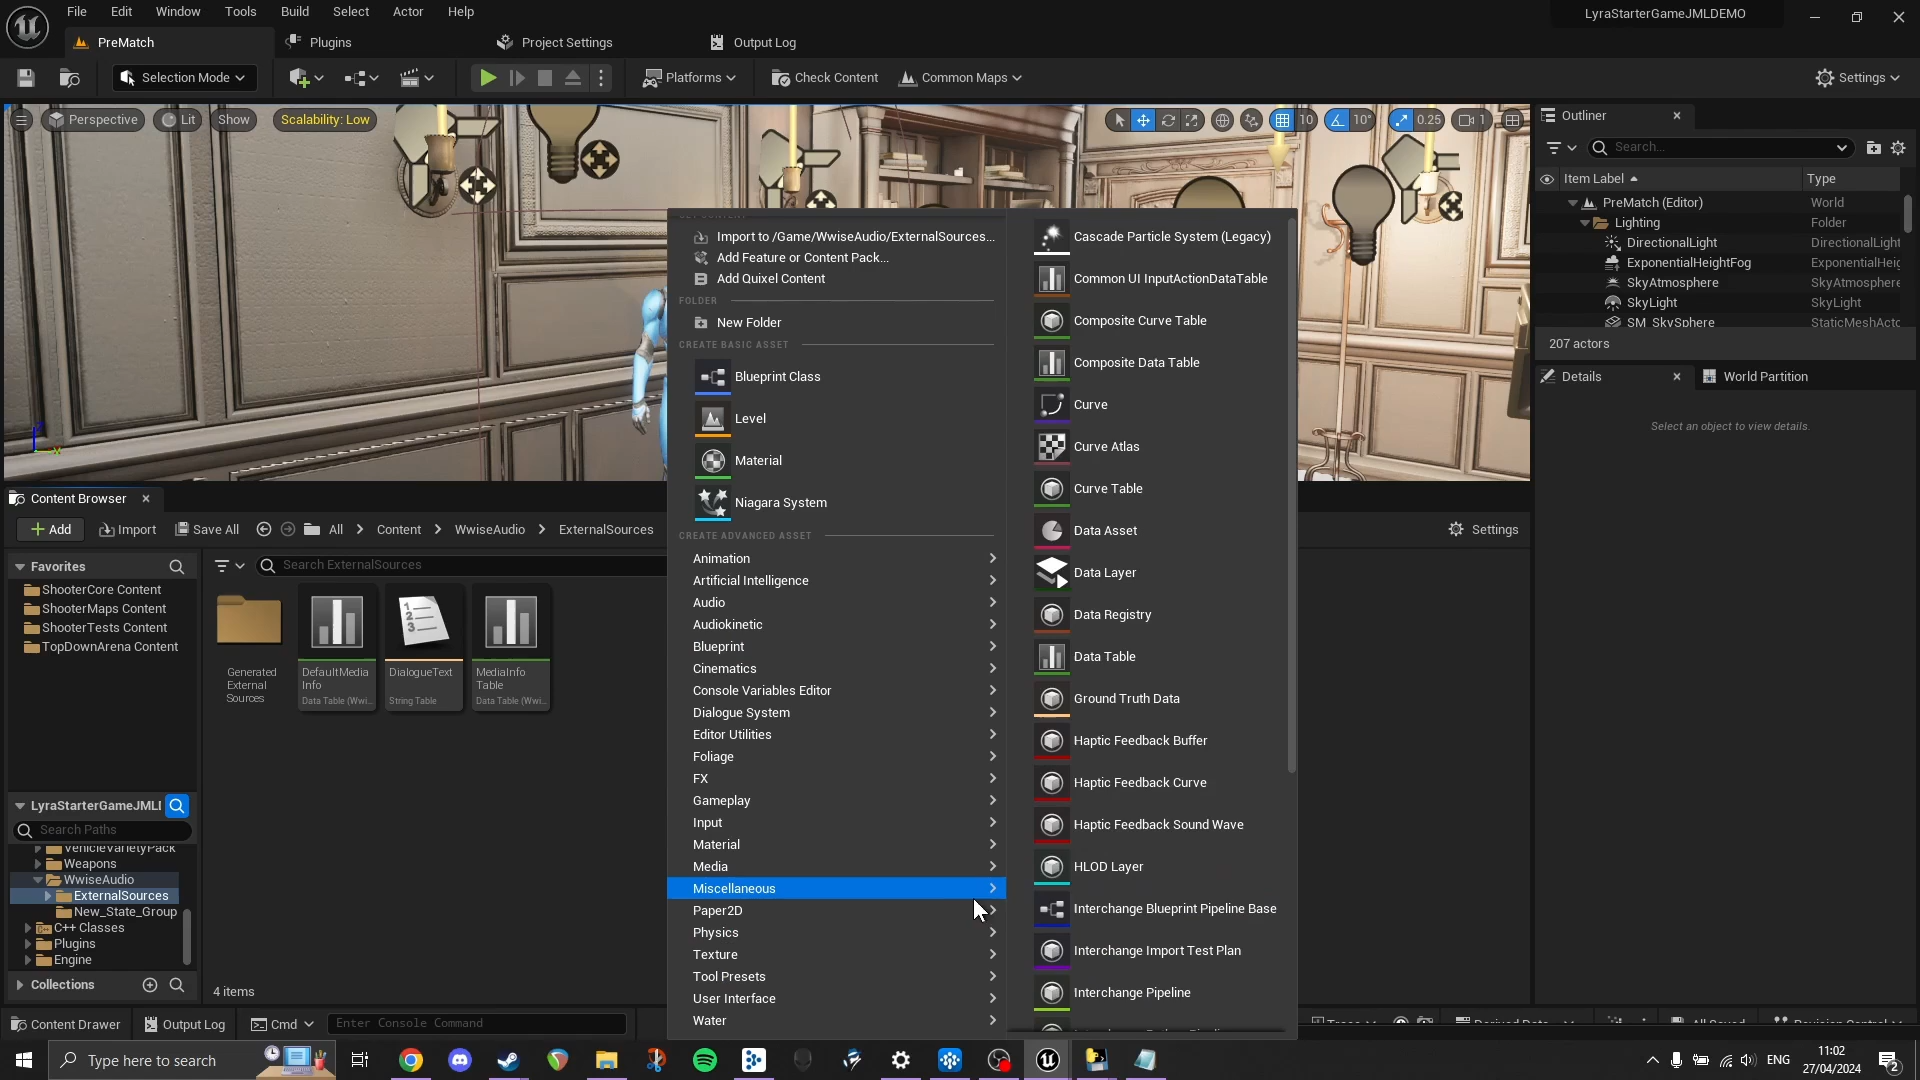 File Edit Window Tools Build Select Actor Help
LyraStarterGameJMLDEMO
PreMatch
Plugins
Project Settings
Output Log
Selection Mode
Platforms
Check Content
Common Maps
Settings
Perspective
Lit
Show
Scalability: Low
10
10°
0.25
1
Outliner
Search...
Item Label
Type
PreMatch (Editor)
World
Lighting
Folder
DirectionalLight
DirectionalLight
ExponentialHeightFog
ExponentialHeig
SkyAtmosphere
SkyAtmosphere
SkyLight
SkyLight
SM_SkySphere
StaticMeshActo
207 actors
Details
World Partition
Select an object to view details.
Import to /Game/WwiseAudio/ExternalSources...
Add Feature or Content Pack...
Add Quixel Content
FOLDER
New Folder
CREATE BASIC ASSET
Blueprint Class
Level
Material
Niagara System
CREATE ADVANCED ASSET
Animation
Artificial Intelligence
Audio
Audiokinetic
Blueprint
Cinematics
Console Variables Editor
Dialogue System
Editor Utilities
Foliage
FX
Gameplay
Input
Material
Media
Miscellaneous
Paper2D
Physics
Texture
Tool Presets
User Interface
Water
Cascade Particle System (Legacy)
Common UI InputActionDataTable
Composite Curve Table
Composite Data Table
Curve
Curve Atlas
Curve Table
Data Asset
Data Layer
Data Registry
Data Table
Ground Truth Data
Haptic Feedback Buffer
Haptic Feedback Curve
Haptic Feedback Sound Wave
HLOD Layer
Interchange Blueprint Pipeline Base
Interchange Import Test Plan
Interchange Pipeline
Content Browser
Add
Import
Save All
All
Content
WwiseAudio
ExternalSources
Settings
Favorites
ShooterCore Content
ShooterMaps Content
ShooterTests Content
TopDownArena Content
Search ExternalSources
Generated
External
Sources
DefaultMedia
Info
Data Table (Wwi...
DialogueText
String Table
MediaInfo
Table
Data Table (Wwi...
LyraStarterGameJMLI
Search Paths
VehicleVarietyPack
Weapons
WwiseAudio
ExternalSources
New_State_Group
C++ Classes
Plugins
Engine
Collections
4 items
Content Drawer
Output Log
Cmd
Enter Console Command
Type here to search
ENG
11:02
27/04/2024
2